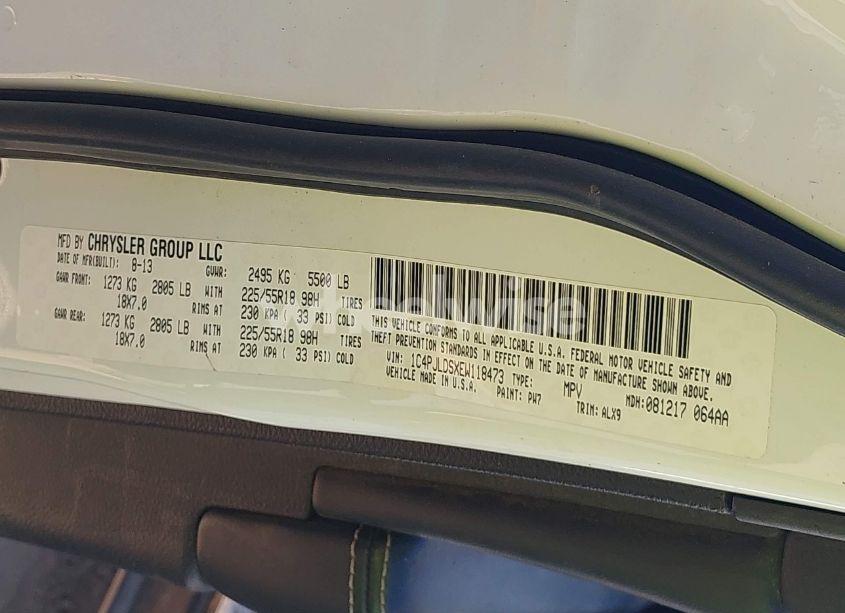 MFD BY CHRYSLER GROUP LLC
DATE OF MFR(BUILT): 8-13 GVWR: 2495 KG 5500 LB
GAWR FRONT: 1273 KG 2805 LB WITH 225/55R18 98H TIRES
18X7.0 RIMS AT 230 KPA ( 33 PSI) COLD
GAWR REAR: 1273 KG 2805 LB WITH 225/55R18 98H TIRES
18X7.0 RIMS AT 230 KPA ( 33 PSI) COLD
THIS VEHICLE CONFORMS TO ALL APPLICABLE U.S.A. FEDERAL MOTOR VEHICLE SAFETY AND
THEFT PREVENTION STANDARDS IN EFFECT ON THE DATE OF MANUFACTURE SHOWN ABOVE.
VIN: 1C4PJLDSXEW118473 TYPE: MPV MDH:081217 064AA
VEHICLE MADE IN U.S.A. PAINT: PW7 TRIM: ALX9
wheelwise